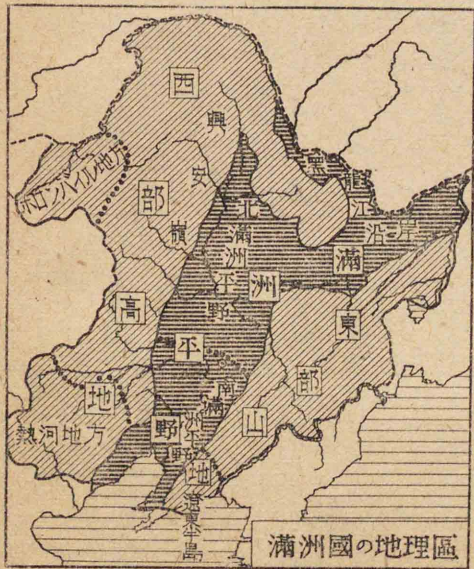 西部高地
興安嶺
ホロンバイル地方
熱河地方
滿洲平野
北滿洲平野
南滿洲平野
黑龍江沿岸
東部山地
遼東半島
滿洲國の地理區